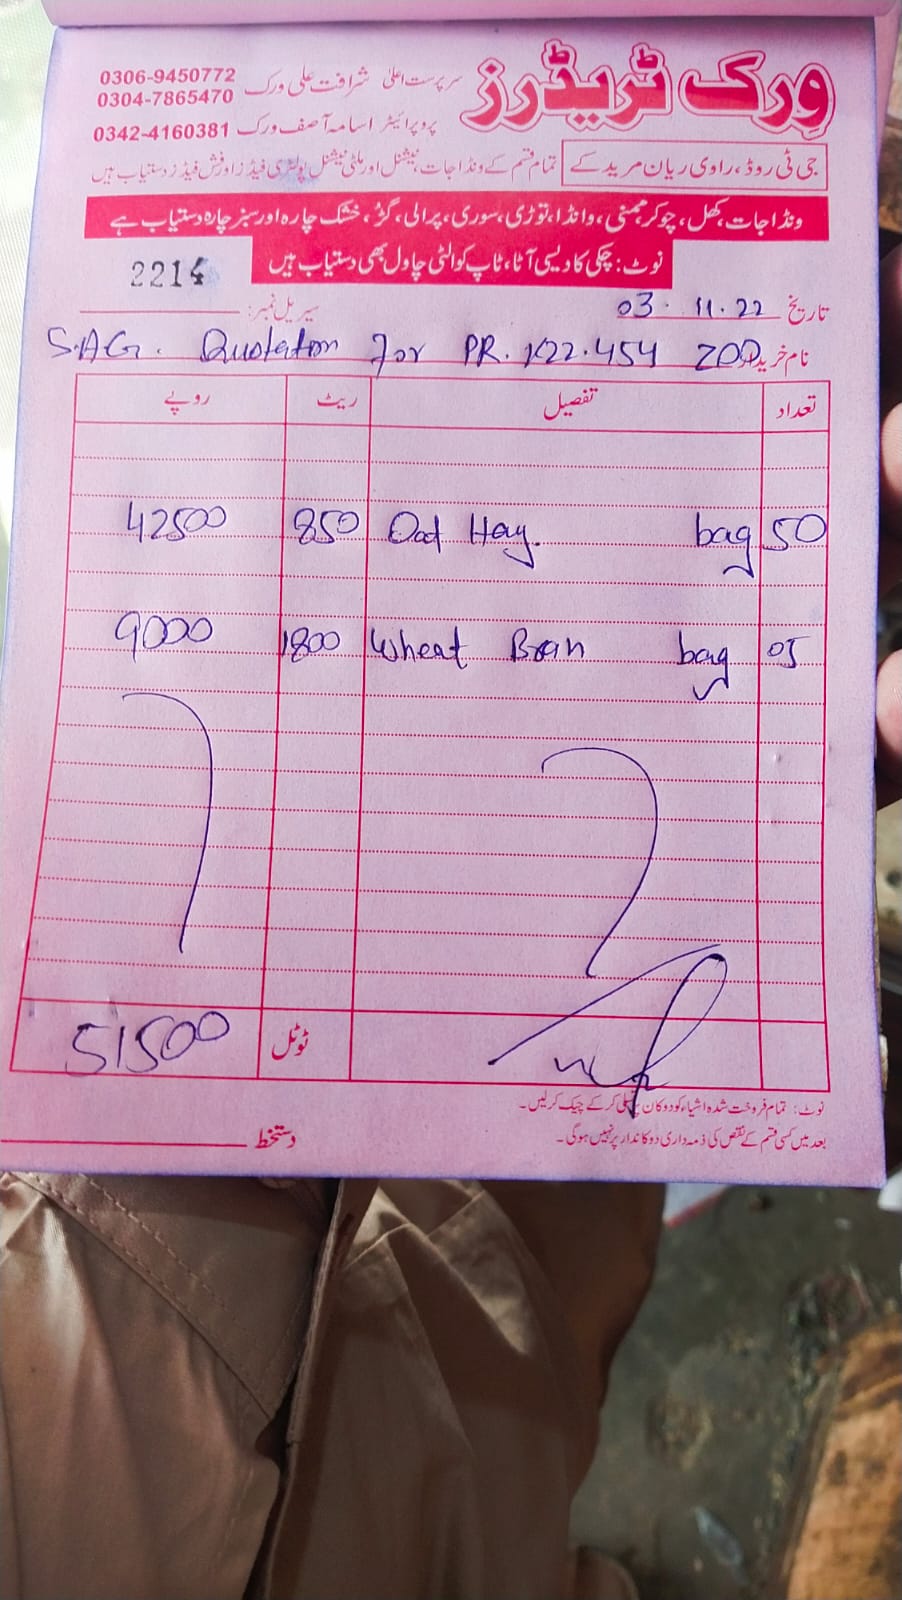 ورک ٹریڈرز
سرپرست اعلیٰ شرافت علی ورک 0306-9450772
0304-7865470
پروپرائیٹر اسامہ آصف ورک 0342-4160381
جی ٹی روڈ، راوی ریان مریدکے تمام قسم کے ونڈا جات، نیشنل اور ملٹی نیشنل پولٹری فیڈز اور فش فیڈز دستیاب ہیں
ونڈا جات، کھل، چوکر، وانڈا، توڑی، سوری، پرالی، گڑ، خشک چارہ اور سبز چارہ دستیاب ہے
نوٹ: چکی کا دیسی آٹا، ٹاپ کوالٹی چاول بھی دستیاب ہیں
2214
تاریخ 03. 11. 22 سیریل نمبر:
نام خریدار S.A.G. Quotation for PR. K22.454 ZOO
تعداد تفصیل ریٹ روپے
50 bag Oat Hay. 850 42500
05 bag Wheat Bran 1800 9000
ٹوٹل 51500
نوٹ: تمام فروخت شدہ اشیاء کو دوکان پر تسلی کر کے چیک کر لیں۔
بعد میں کسی قسم کے نقص کی ذمہ داری دوکاندار پر نہیں ہوگی۔
دستخط